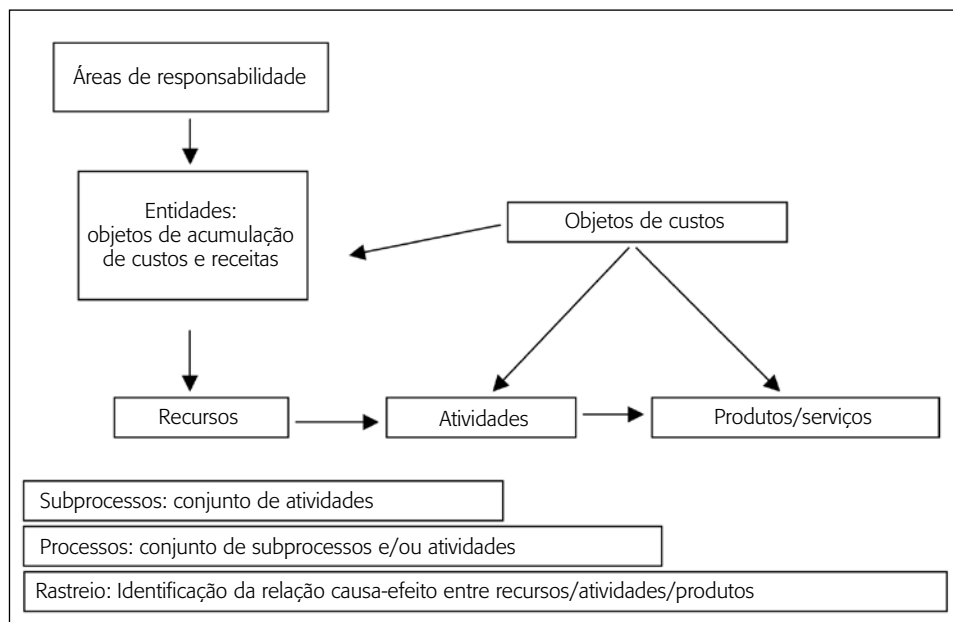 Áreas de responsabilidade
Entidades:
objetos de acumulação
de custos e receitas
Objetos de custos
Recursos
Atividades
Produtos/serviços
Subprocessos: conjunto de atividades
Processos: conjunto de subprocessos e/ou atividades
Rastreio: Identificação da relação causa-efeito entre recursos/atividades/produtos